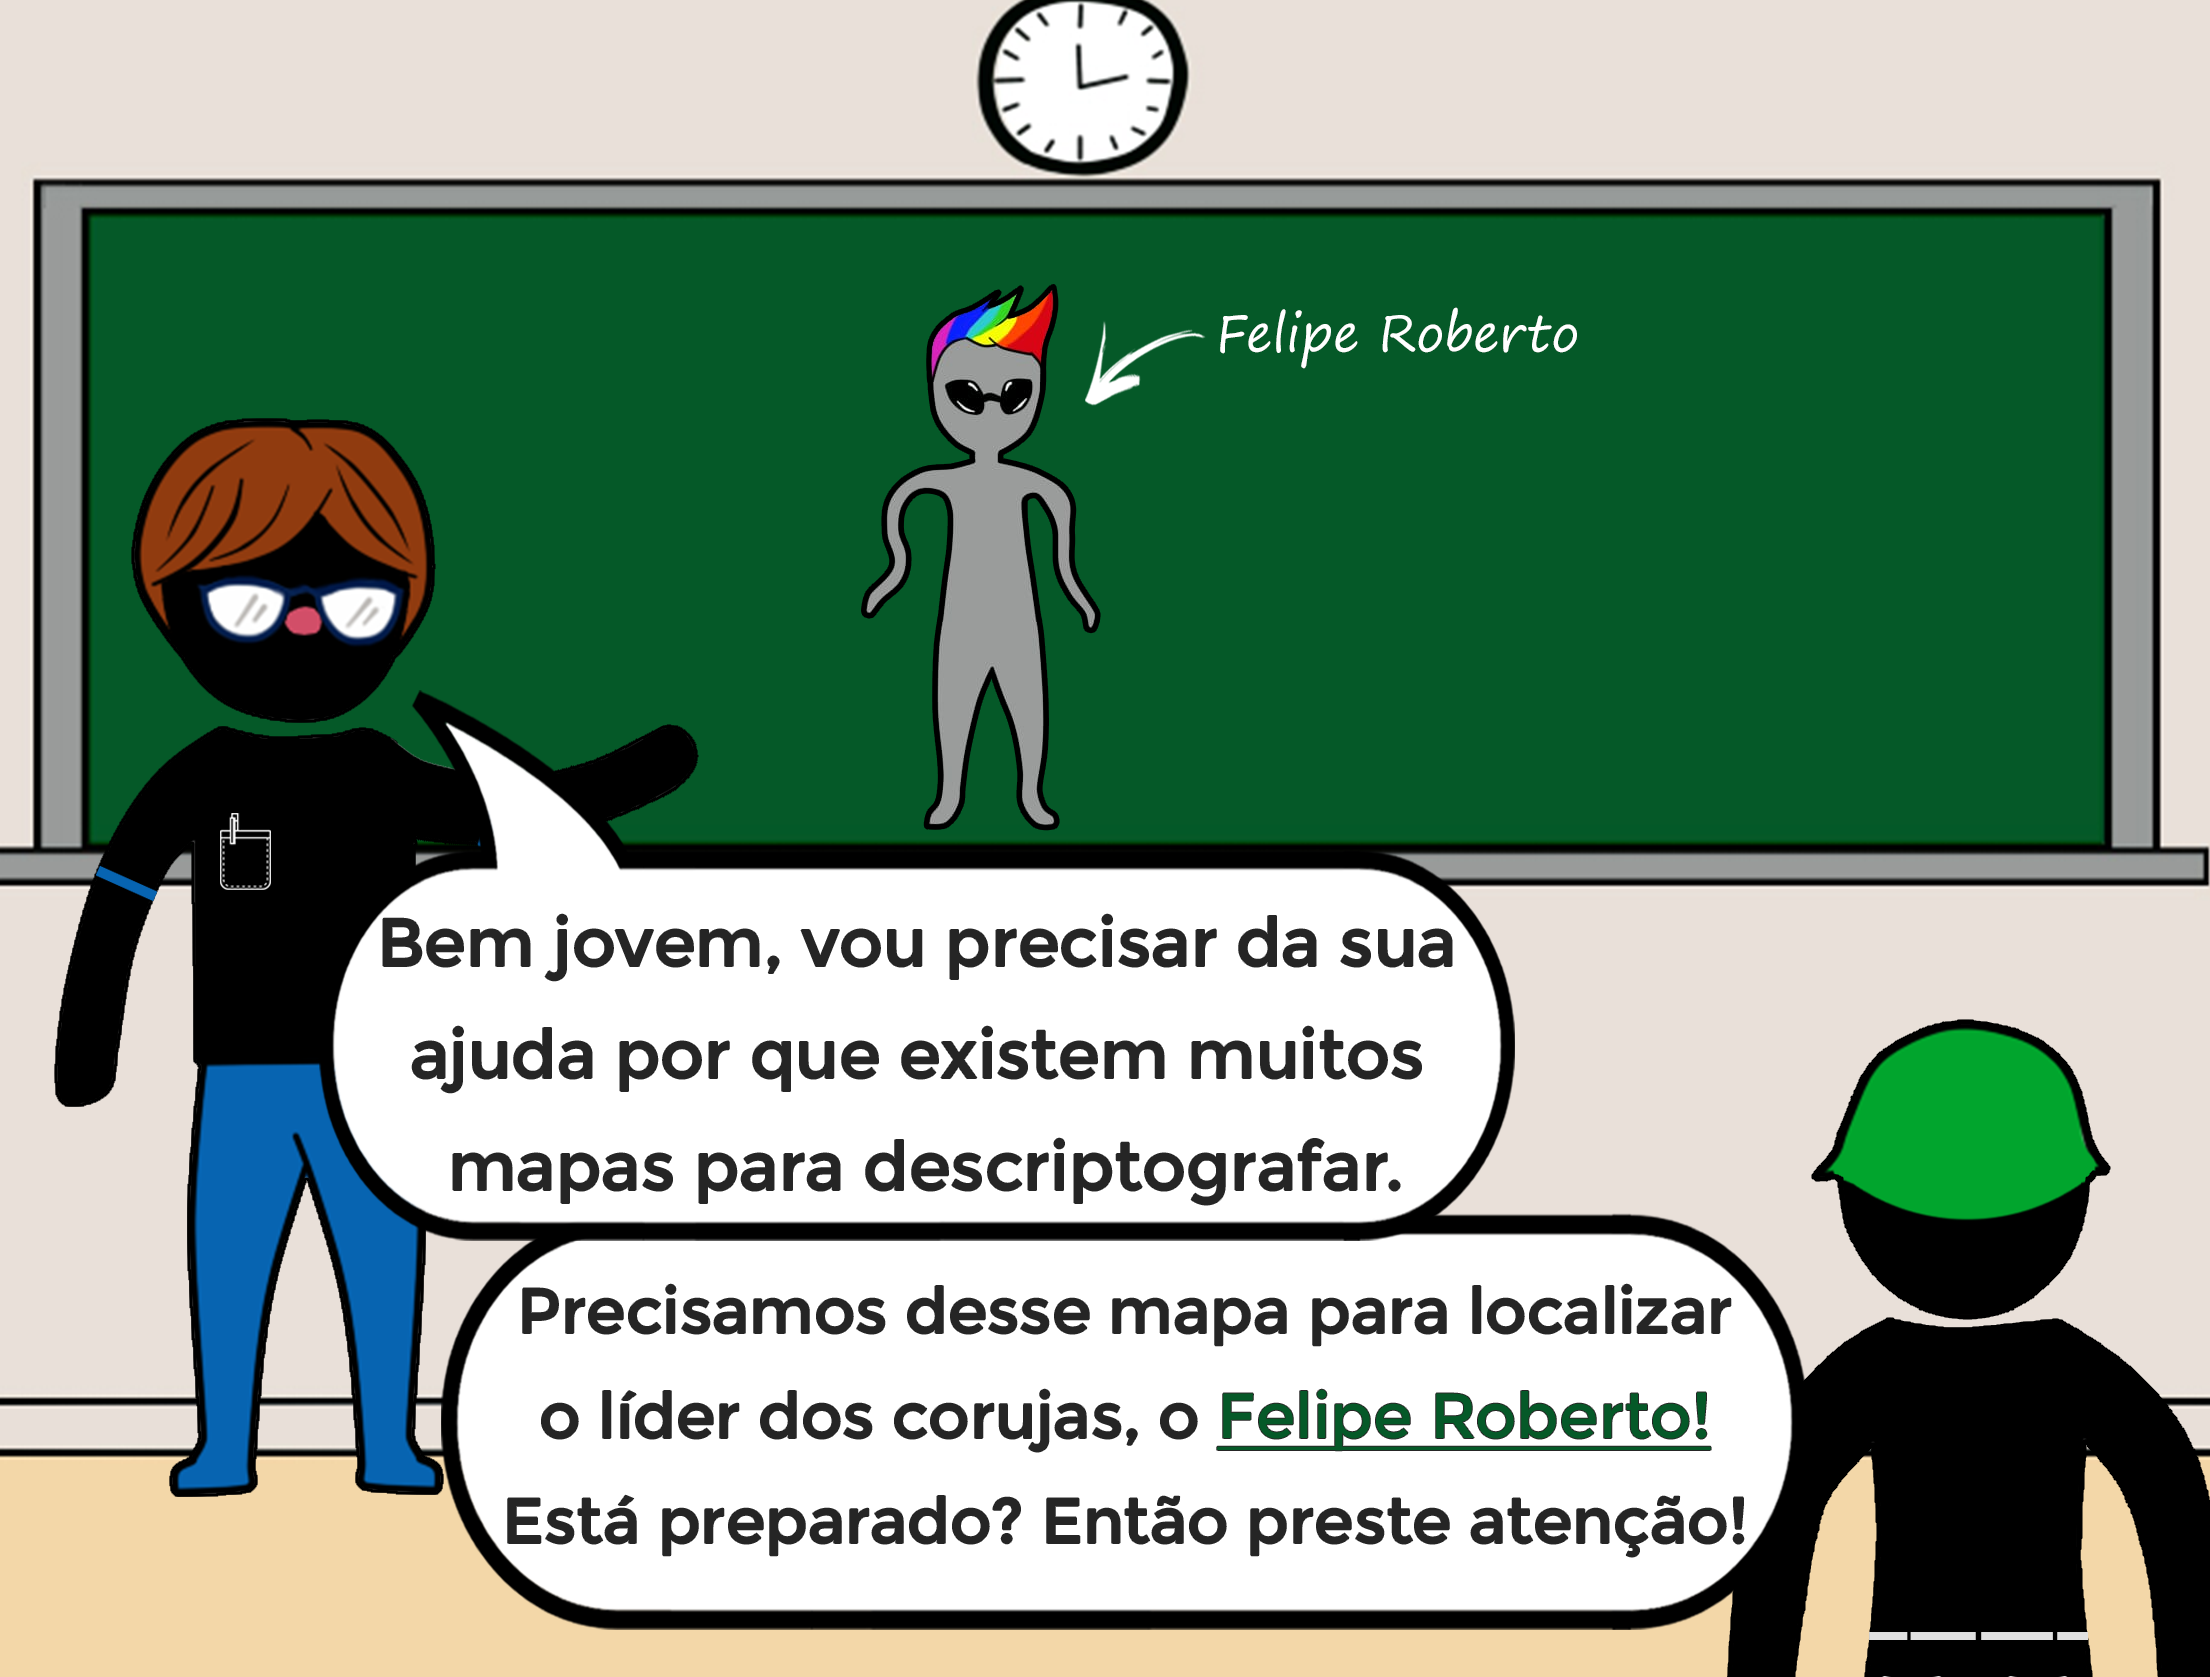 Felipe Roberto
Bem jovem, vou precisar da sua
ajuda por que existem muitos
mapas para descriptografar.
Precisamos desse mapa para localizar
o líder dos corujas, o Felipe Roberto!
Está preparado? Então preste atenção!